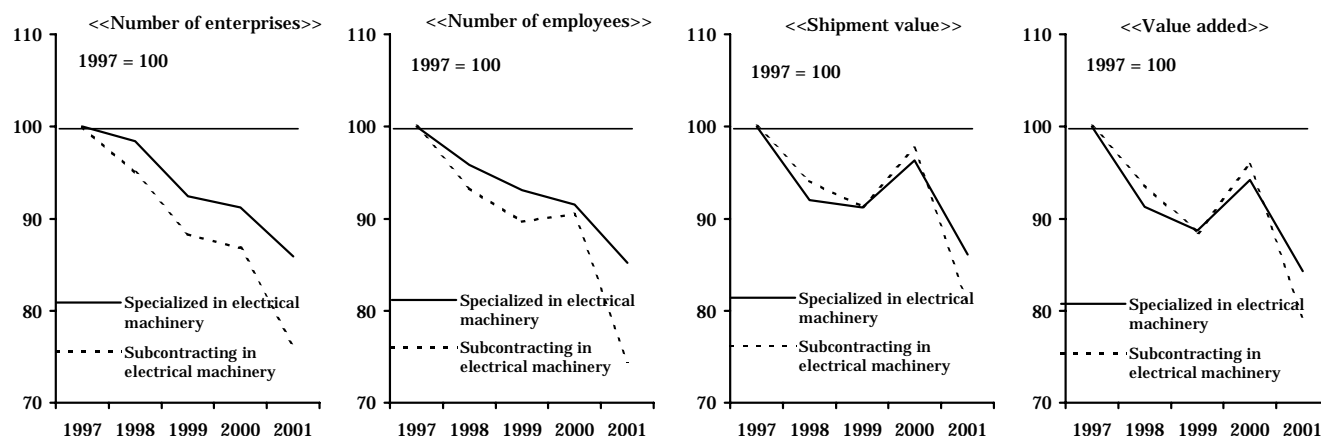 <<Number of enterprises>>
110
1997 = 100
100
90
80
70
Specialized in electrical
machinery
Subcontracting in
electrical machinery
1997 1998 1999 2000 2001
<<Number of employees>>
110
1997 = 100
100
90
80
70
Specialized in electrical
machinery
Subcontracting in
electrical machinery
1997 1998 1999 2000 2001
<<Shipment value>>
110
1997 = 100
100
90
80
70
Specialized in electrical
machinery
Subcontracting in
electrical machinery
1997 1998 1999 2000 2001
<<Value added>>
110
1997 = 100
100
90
80
70
Specialized in electrical
machinery
Subcontracting in
electrical machinery
1997 1998 1999 2000 2001